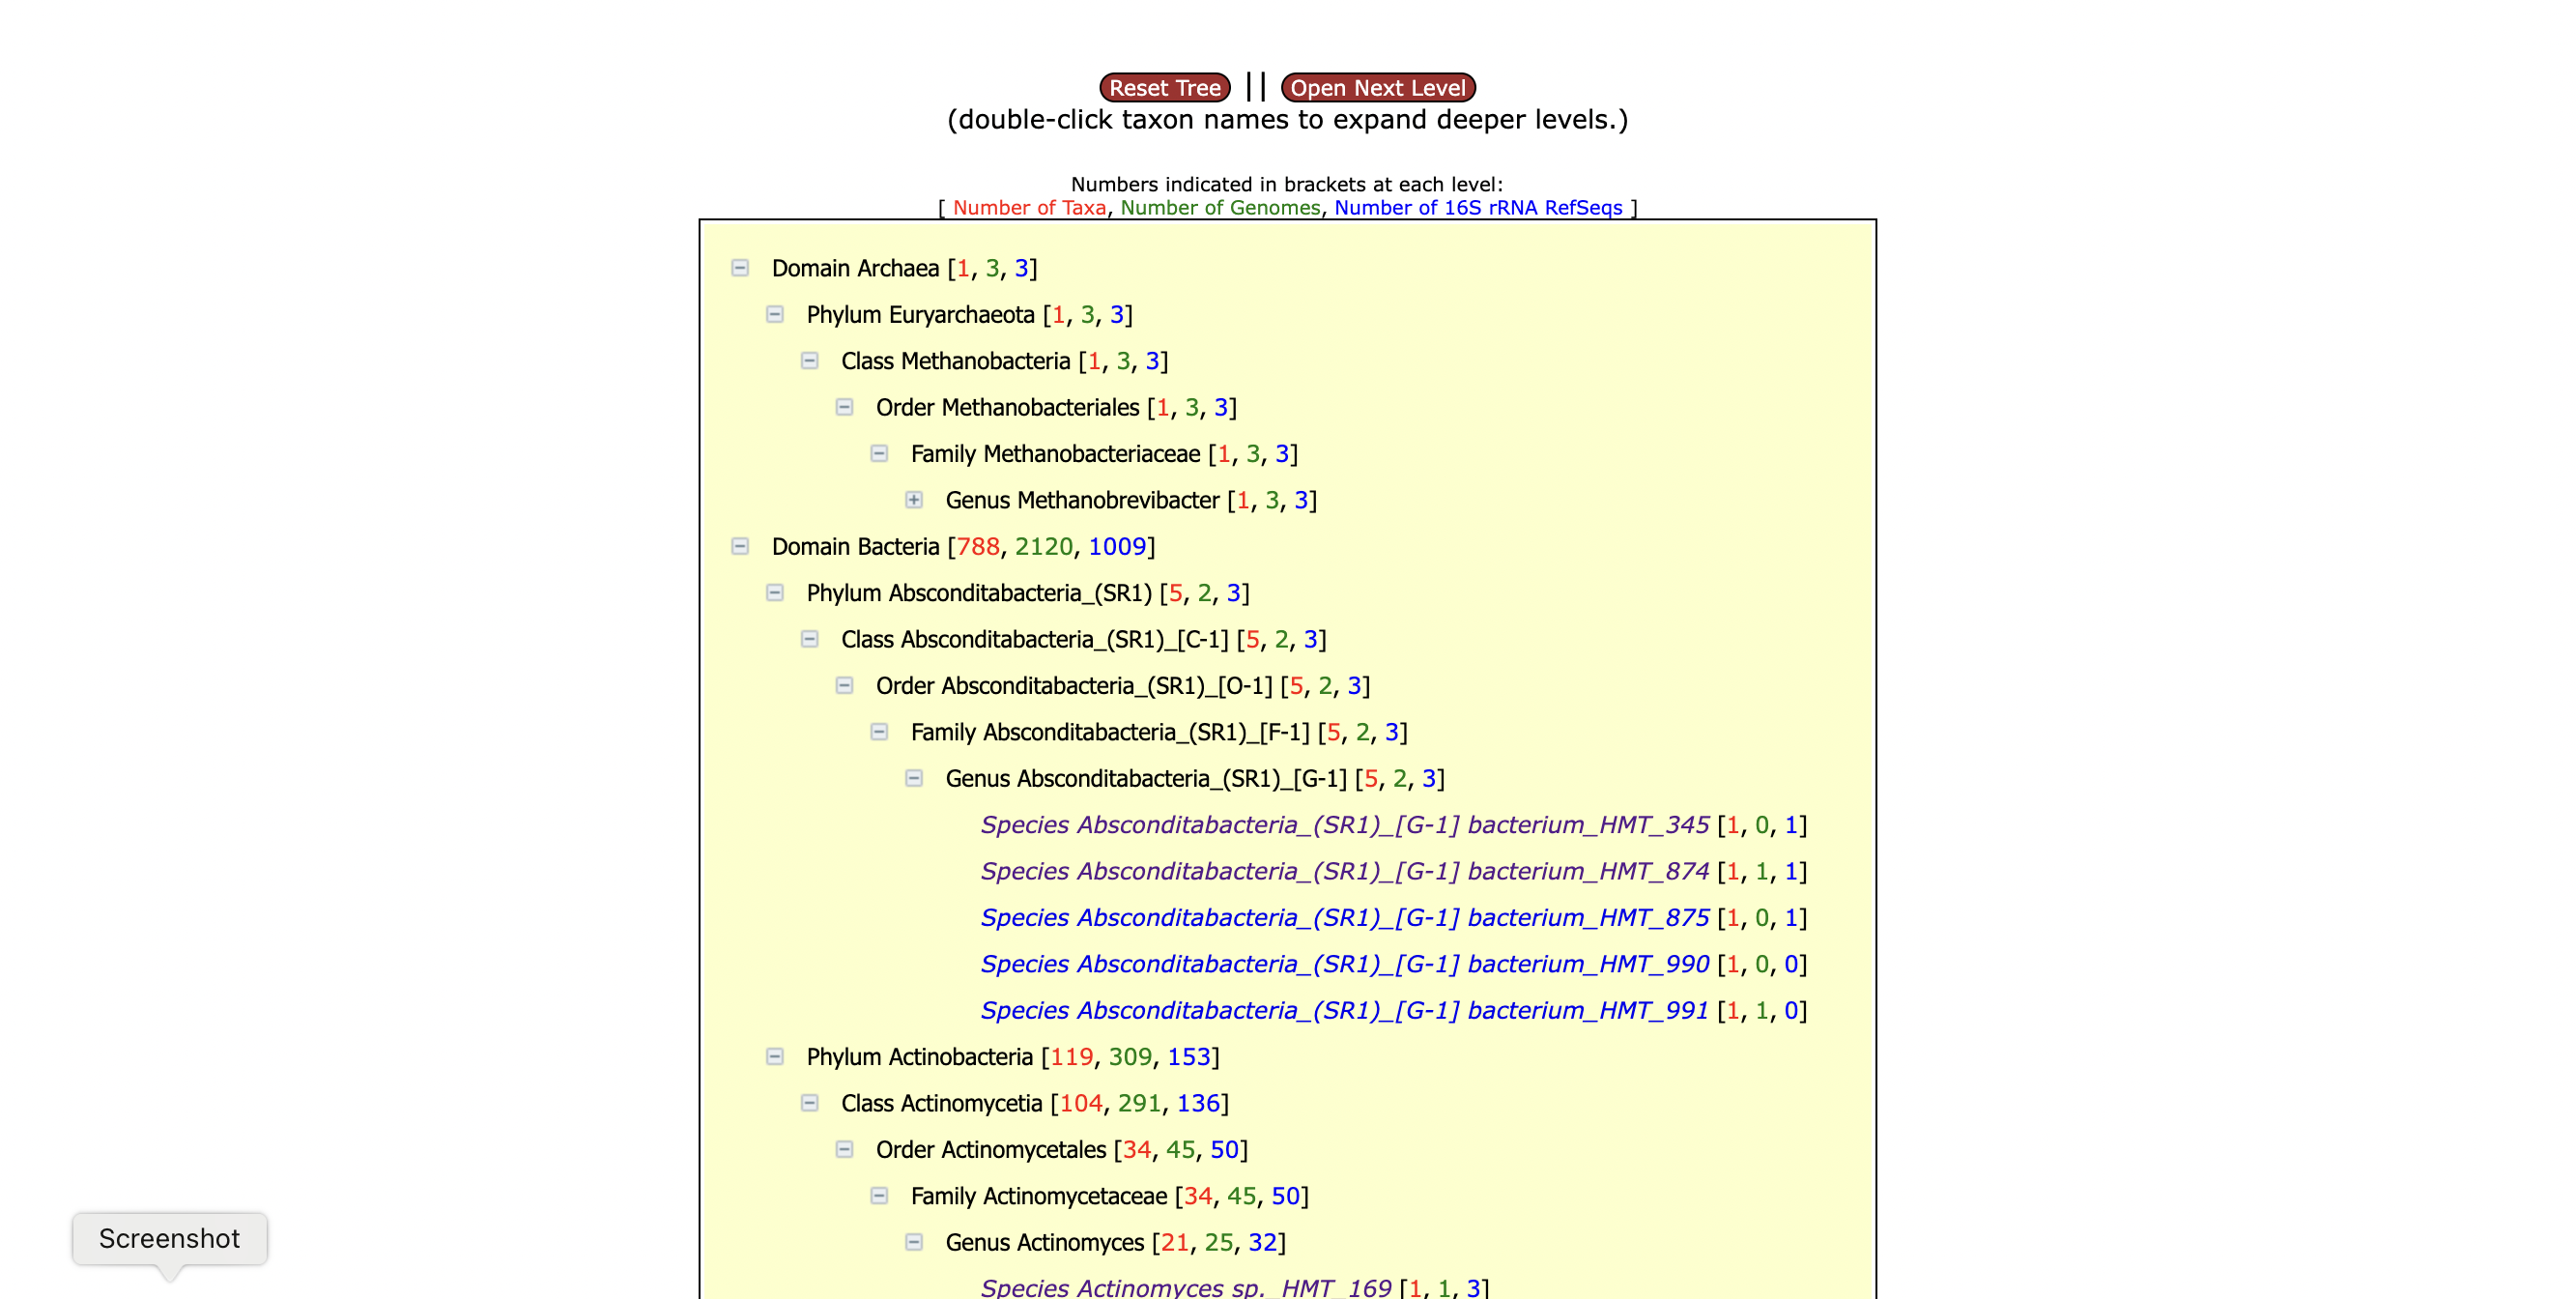 Reset Tree || Open Next Level
(double-click taxon names to expand deeper levels.)
Numbers indicated in brackets at each level:
[ Number of Taxa, Number of Genomes, Number of 16S rRNA RefSeqs ]
Domain Archaea [1, 3, 3]
Phylum Euryarchaeota [1, 3, 3]
Class Methanobacteria [1, 3, 3]
Order Methanobacteriales [1, 3, 3]
Family Methanobacteriaceae [1, 3, 3]
Genus Methanobrevibacter [1, 3, 3]
Domain Bacteria [788, 2120, 1009]
Phylum Absconditabacteria_(SR1) [5, 2, 3]
Class Absconditabacteria_(SR1)_[C-1] [5, 2, 3]
Order Absconditabacteria_(SR1)_[O-1] [5, 2, 3]
Family Absconditabacteria_(SR1)_[F-1] [5, 2, 3]
Genus Absconditabacteria_(SR1)_[G-1] [5, 2, 3]
Species Absconditabacteria_(SR1)_[G-1] bacterium_HMT_345 [1, 0, 1]
Species Absconditabacteria_(SR1)_[G-1] bacterium_HMT_874 [1, 1, 1]
Species Absconditabacteria_(SR1)_[G-1] bacterium_HMT_875 [1, 0, 1]
Species Absconditabacteria_(SR1)_[G-1] bacterium_HMT_990 [1, 0, 0]
Species Absconditabacteria_(SR1)_[G-1] bacterium_HMT_991 [1, 1, 0]
Phylum Actinobacteria [119, 309, 153]
Class Actinomycetia [104, 291, 136]
Order Actinomycetales [34, 45, 50]
Family Actinomycetaceae [34, 45, 50]
Genus Actinomyces [21, 25, 32]
Species Actinomyces sp._HMT_169 [1, 1, 3]
Screenshot